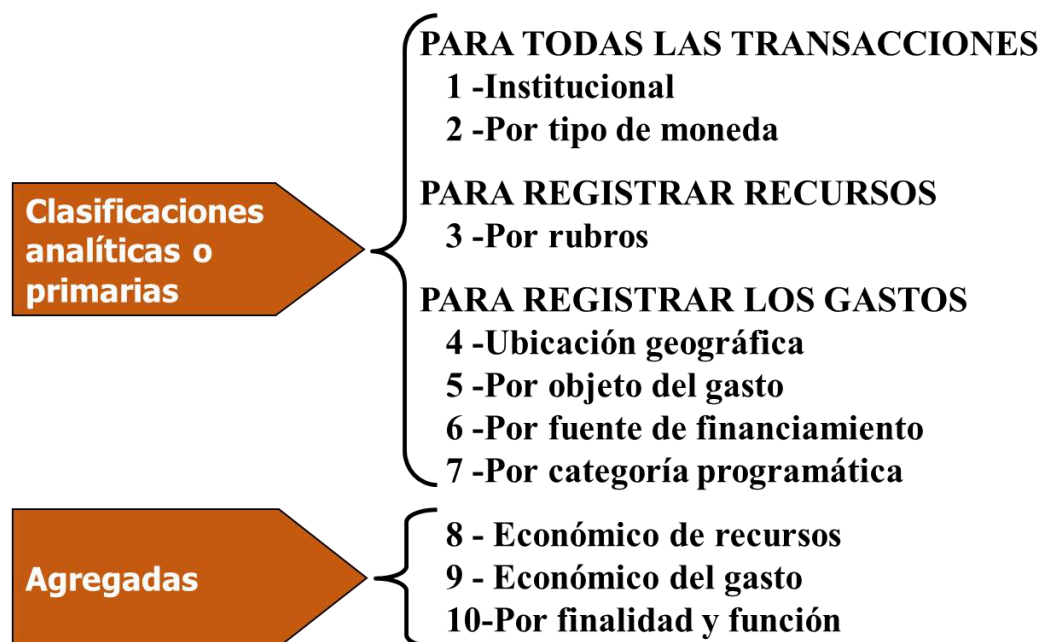 PARA TODAS LAS TRANSACCIONES
1 -Institucional
2 -Por tipo de moneda
Clasificaciones
analíticas o
primarias
PARA REGISTRAR RECURSOS
3 -Por rubros
PARA REGISTRAR LOS GASTOS
4 -Ubicación geográfica
5 -Por objeto del gasto
6 -Por fuente de financiamiento
7 -Por categoría programática
Agregadas
8 - Económico de recursos
9 - Económico del gasto
10-Por finalidad y función